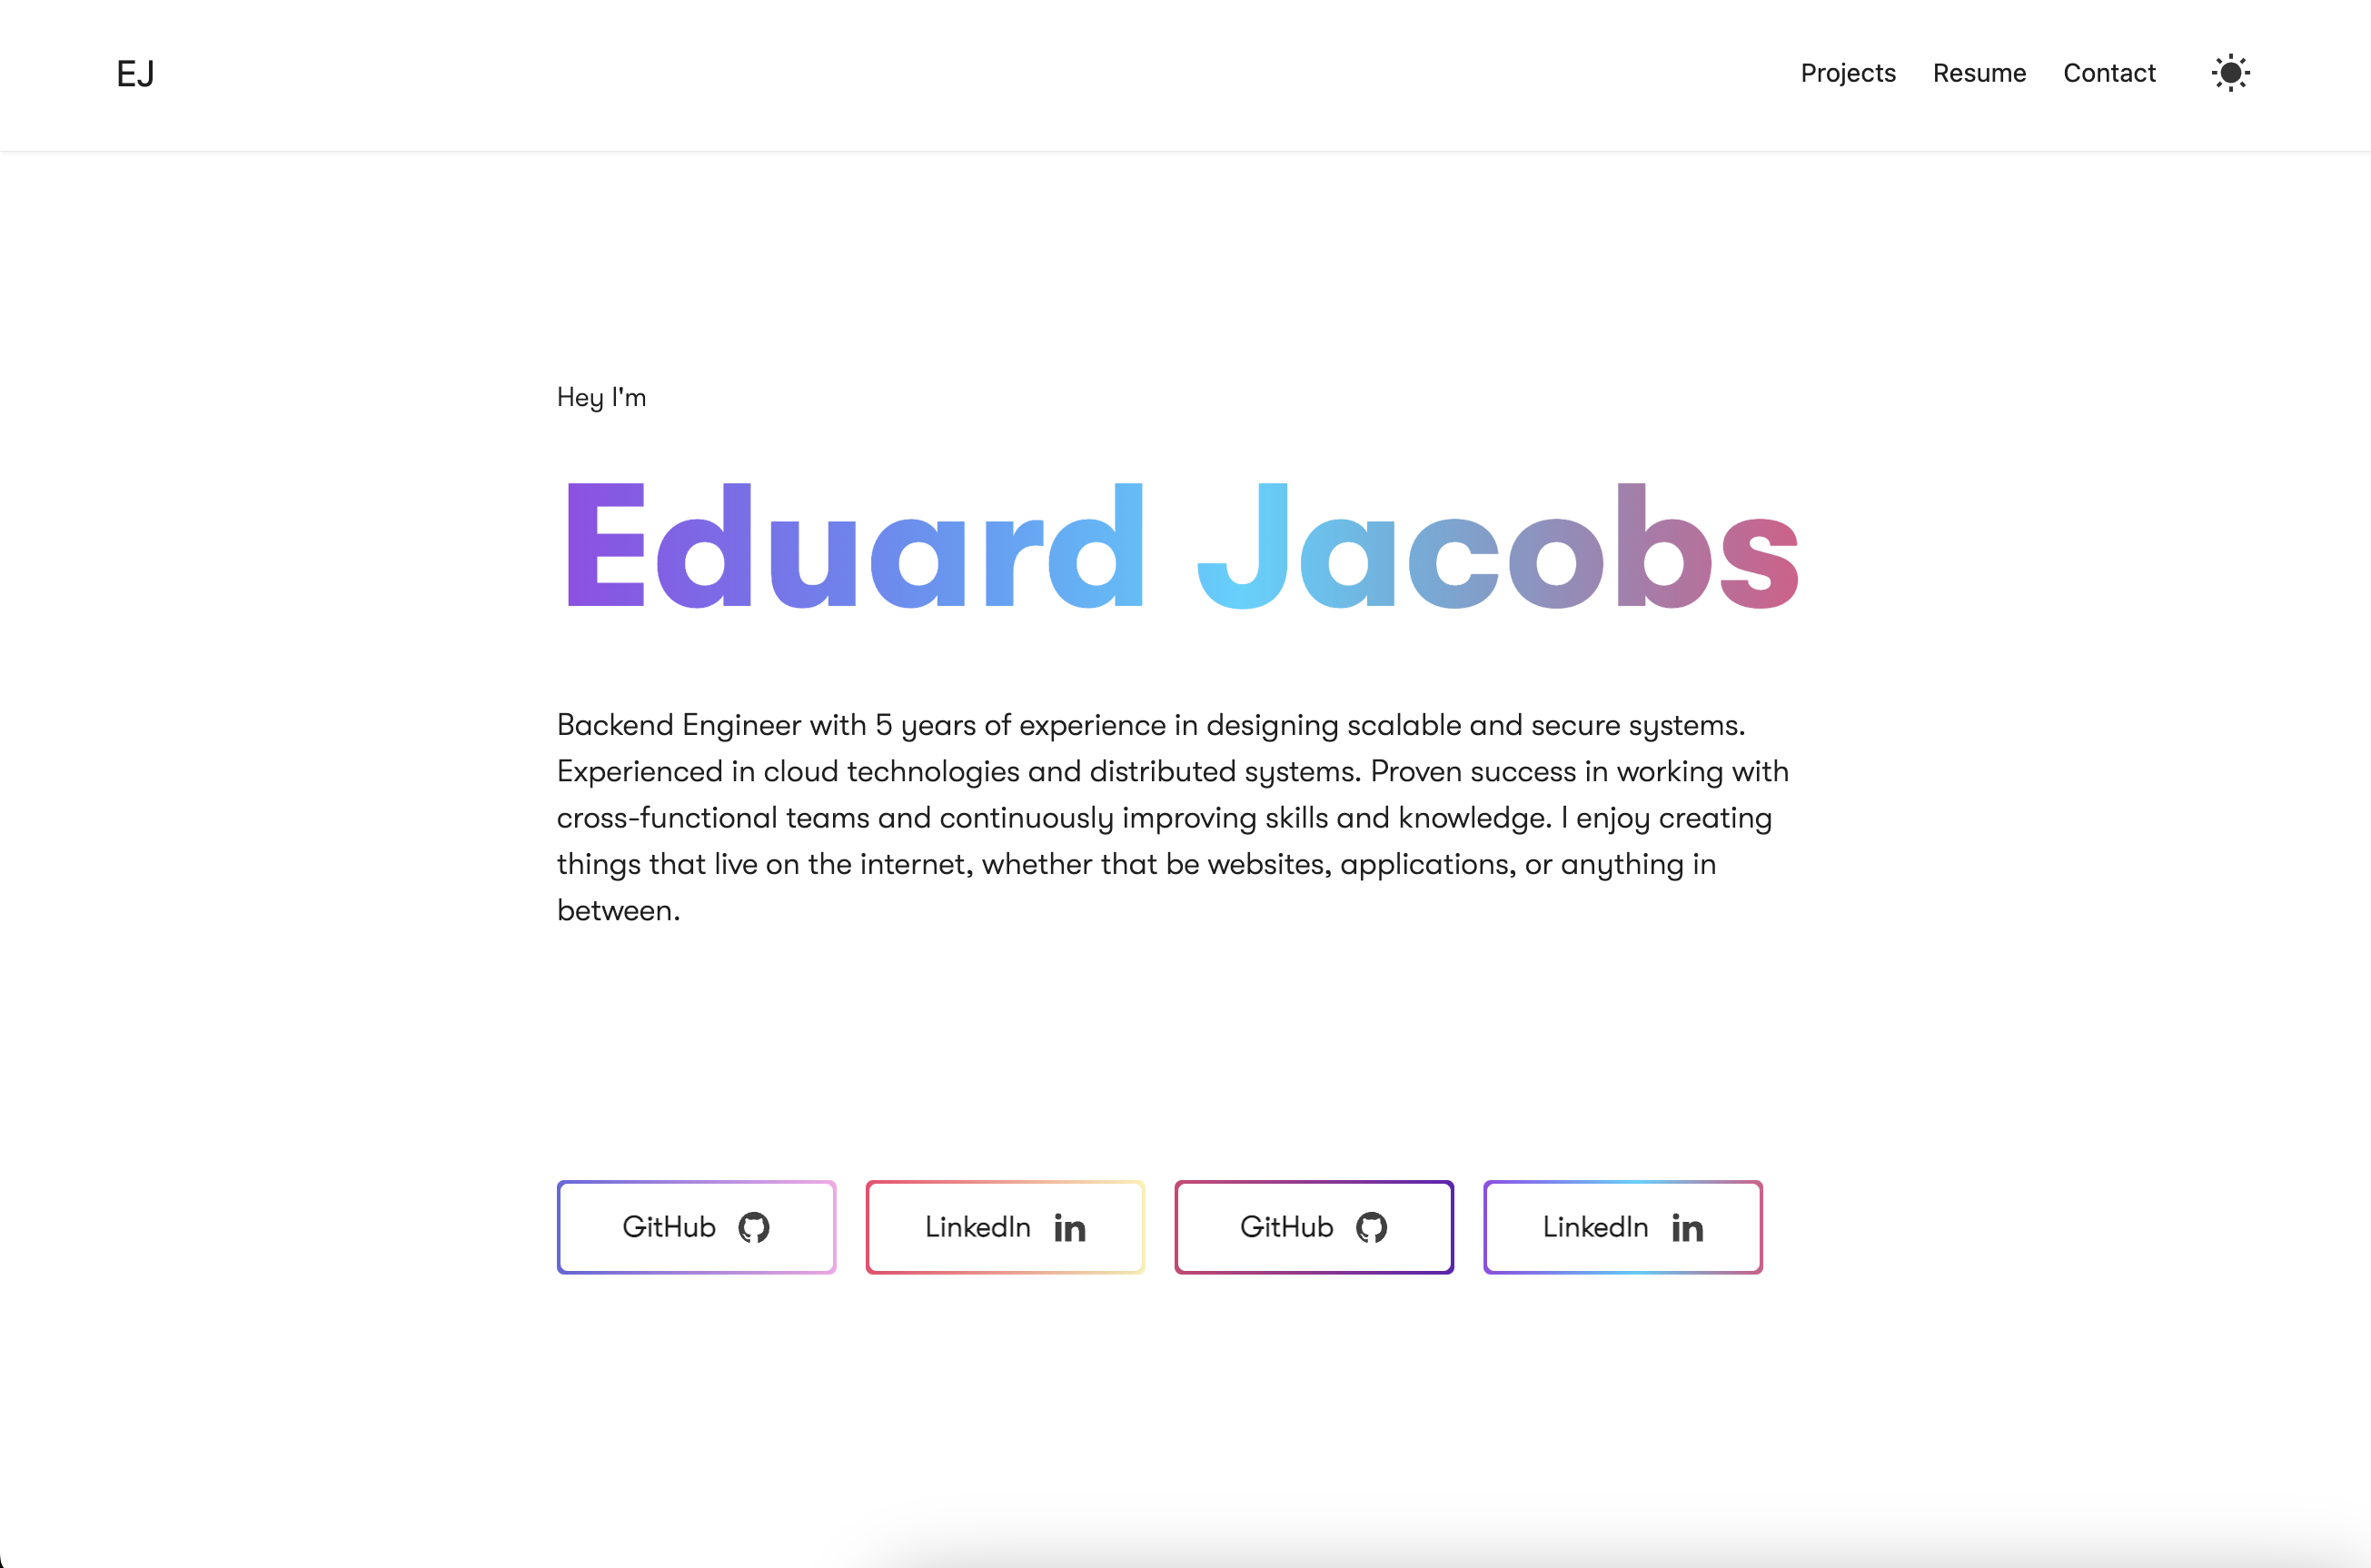 EJ
Projects Resume Contact
Hey I'm
Eduard Jacobs
Backend Engineer with 5 years of experience in designing scalable and secure systems.
Experienced in cloud technologies and distributed systems. Proven success in working with
cross-functional teams and continuously improving skills and knowledge. I enjoy creating
things that live on the internet, whether that be websites, applications, or anything in
between.
GitHub LinkedIn GitHub LinkedIn